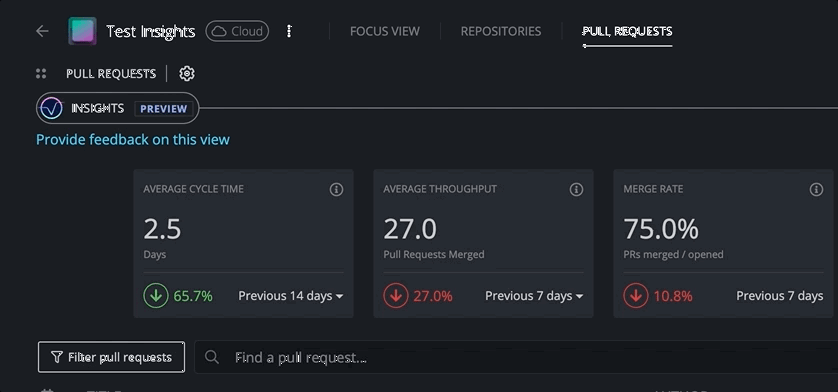 Test Insights Cloud FOCUS VIEW REPOSITORIES PULL REQUESTS
PULL REQUESTS
INSIGHTS PREVIEW
Provide feedback on this view
AVERAGE CYCLE TIME
2.5
Days
65.7% Previous 14 days
AVERAGE THROUGHPUT
27.0
Pull Requests Merged
27.0% Previous 7 days
MERGE RATE
75.0%
PRs merged / opened
10.8% Previous 7 days
Filter pull requests Find a pull request...